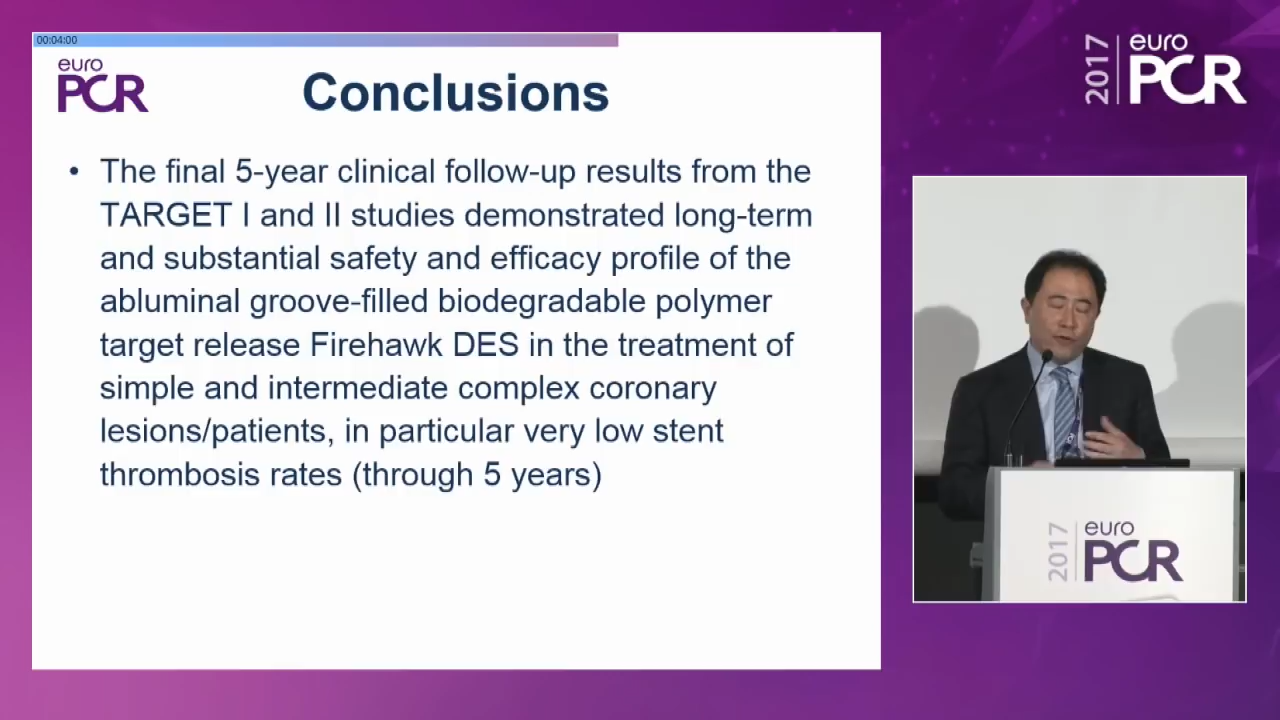 00:04:00
euro
PCR
Conclusions
• The final 5-year clinical follow-up results from the
TARGET I and II studies demonstrated long-term
and substantial safety and efficacy profile of the
abluminal groove-filled biodegradable polymer
target release Firehawk DES in the treatment of
simple and intermediate complex coronary
lesions/patients, in particular very low stent
thrombosis rates (through 5 years)
2017
euro
PCR
2017
euro
PCR